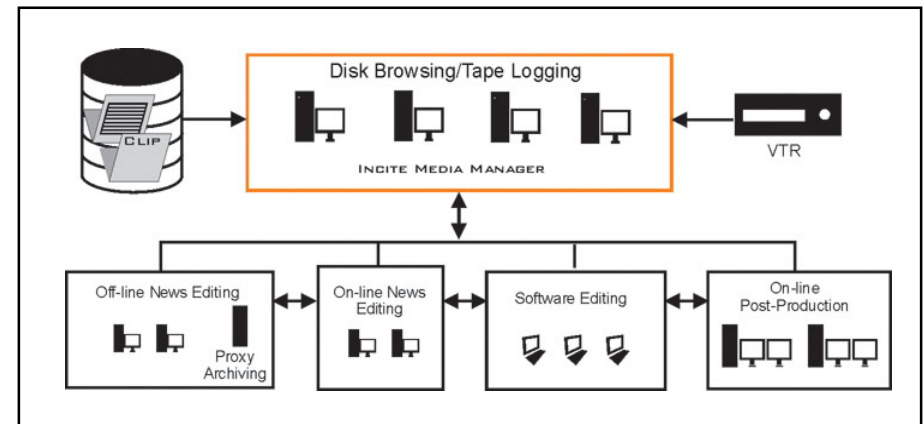 Disk Browsing/Tape Logging
CLIP
INCITE MEDIA MANAGER
VTR
Off-line News Editing
Proxy
Archiving
On-line News
Editing
Software Editing
On-line
Post-Production